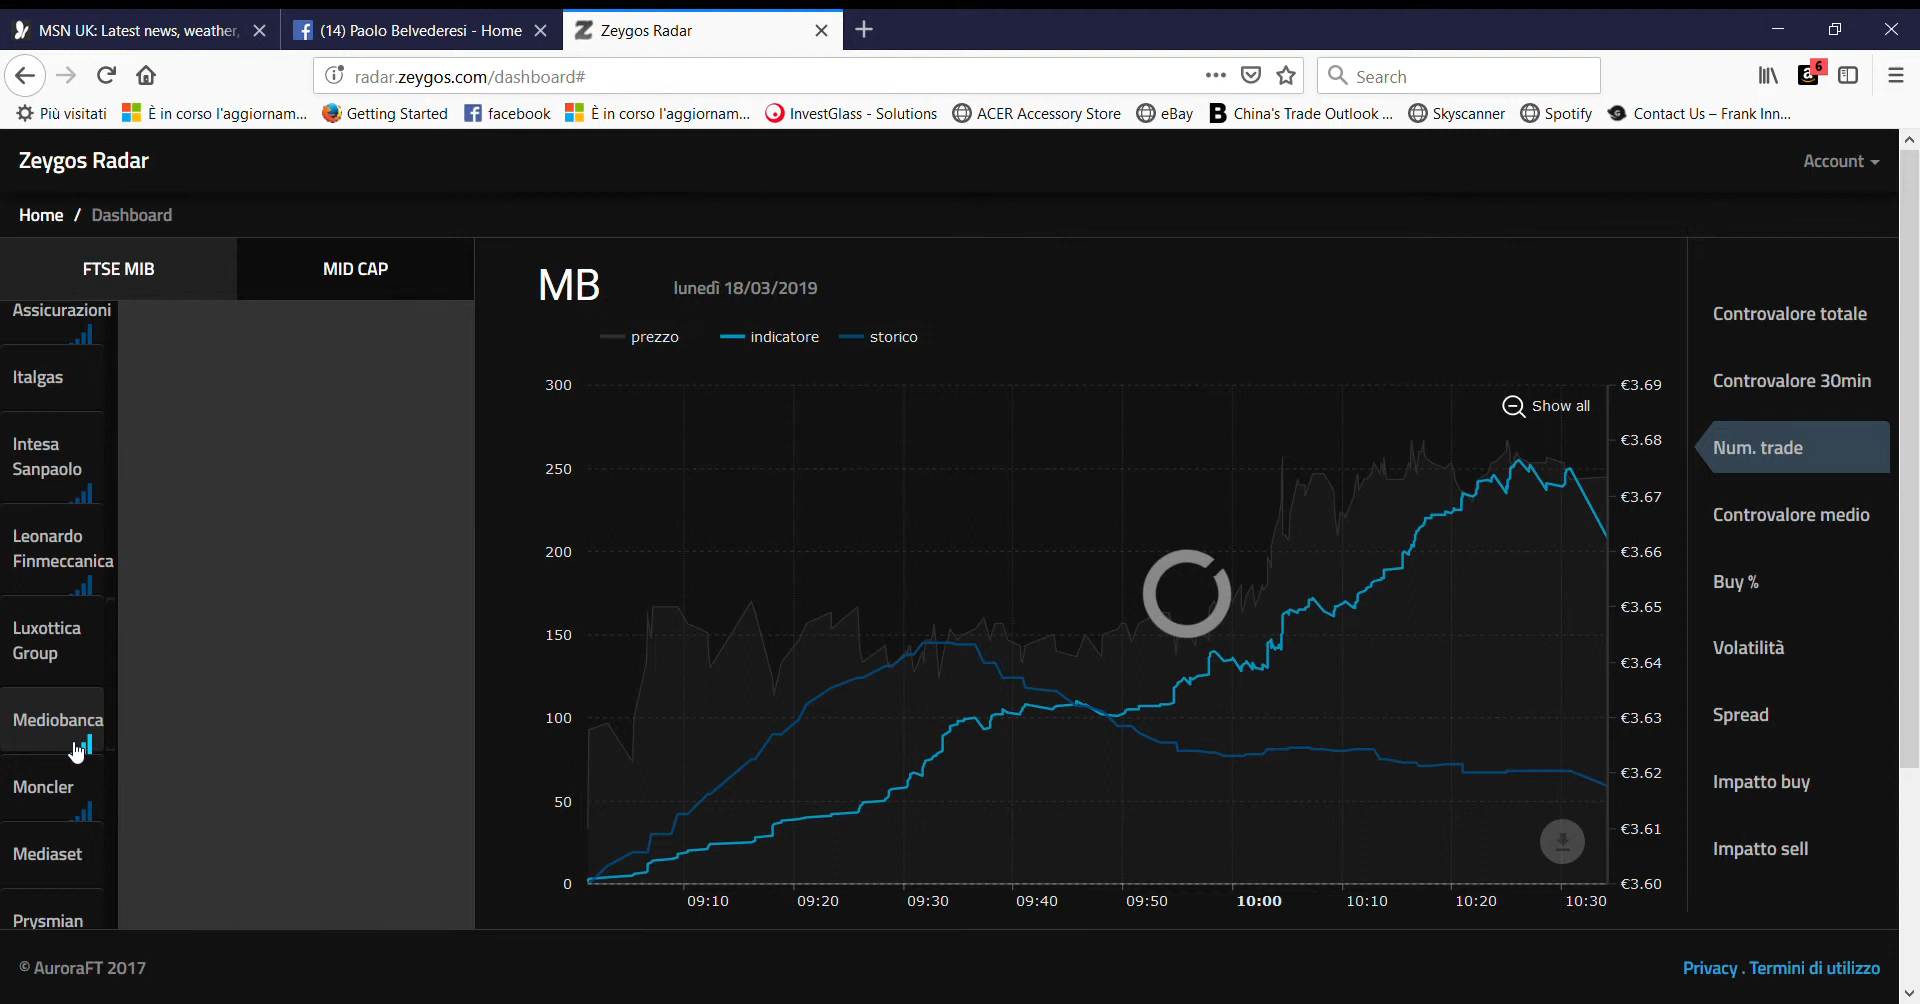 MSN UK: Latest news, weather,
(14) Paolo Belvederesi - Home
Zeygos Radar
radar.zeygos.com/dashboard#
Search
6
Più visitati
È in corso l'aggiornam...
Getting Started
facebook
È in corso l'aggiornam...
InvestGlass - Solutions
ACER Accessory Store
eBay
China's Trade Outlook ...
Skyscanner
Spotify
Contact Us – Frank Inn...
Zeygos Radar
Account
Home / Dashboard
FTSE MIB
MID CAP
Assicurazioni
Italgas
Intesa
Sanpaolo
Leonardo
Finmeccanica
Luxottica
Group
Mediobanca
Moncler
Mediaset
Prysmian
MB
lunedì 18/03/2019
prezzo
indicatore
storico
300
250
200
150
100
50
0
Show all
€3.69
€3.68
€3.67
€3.66
€3.65
€3.64
€3.63
€3.62
€3.61
€3.60
09:10
09:20
09:30
09:40
09:50
10:00
10:10
10:20
10:30
Controvalore totale
Controvalore 30min
Num. trade
Controvalore medio
Buy %
Volatilità
Spread
Impatto buy
Impatto sell
© AuroraFT 2017
Privacy . Termini di utilizzo